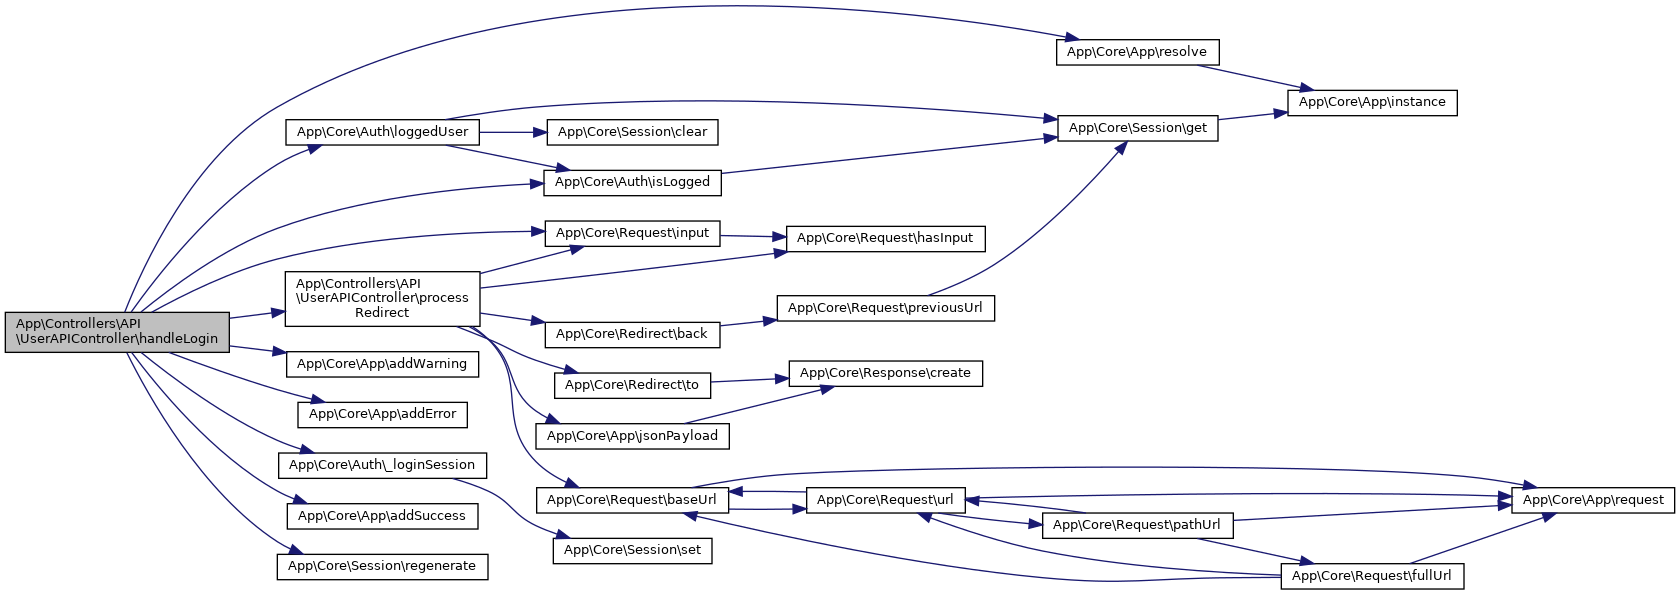 App\Controllers\API
\UserAPIController\handleLogin
App\Core\App\resolve
App\Core\App\instance
App\Core\Auth\loggedUser
App\Core\Session\clear
App\Core\Session\get
App\Core\Auth\isLogged
App\Core\Request\input
App\Core\Request\hasInput
App\Controllers\API
\UserAPIController\process
Redirect
App\Core\Request\previousUrl
App\Core\Redirect\back
App\Core\App\addWarning
App\Core\Redirect\to
App\Core\Response\create
App\Core\App\addError
App\Core\App\jsonPayload
App\Core\Auth\_loginSession
App\Core\Request\baseUrl
App\Core\Request\url
App\Core\App\request
App\Core\App\addSuccess
App\Core\Request\pathUrl
App\Core\Session\set
App\Core\Session\regenerate
App\Core\Request\fullUrl